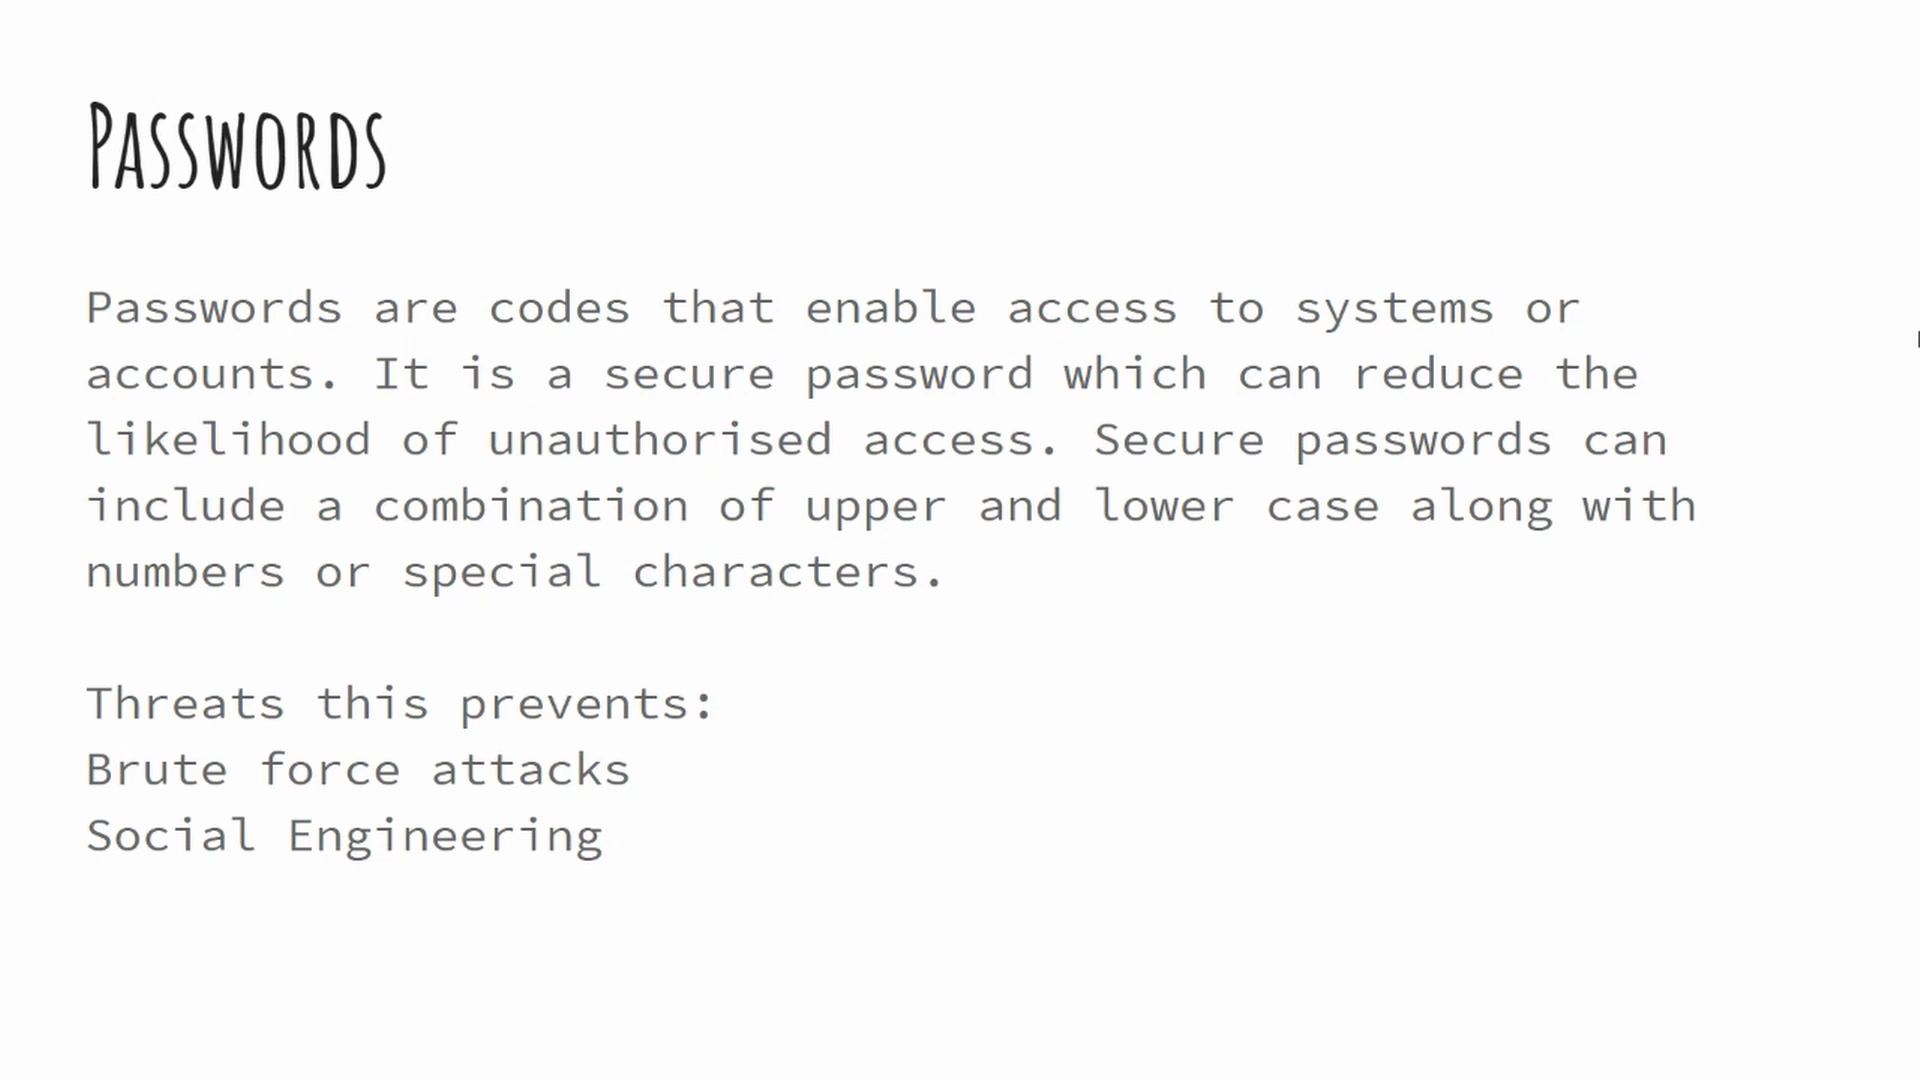 Passwords
Passwords are codes that enable access to systems or
accounts. It is a secure password which can reduce the
likelihood of unauthorised access. Secure passwords can
include a combination of upper and lower case along with
numbers or special characters.
Threats this prevents:
Brute force attacks
Social Engineering